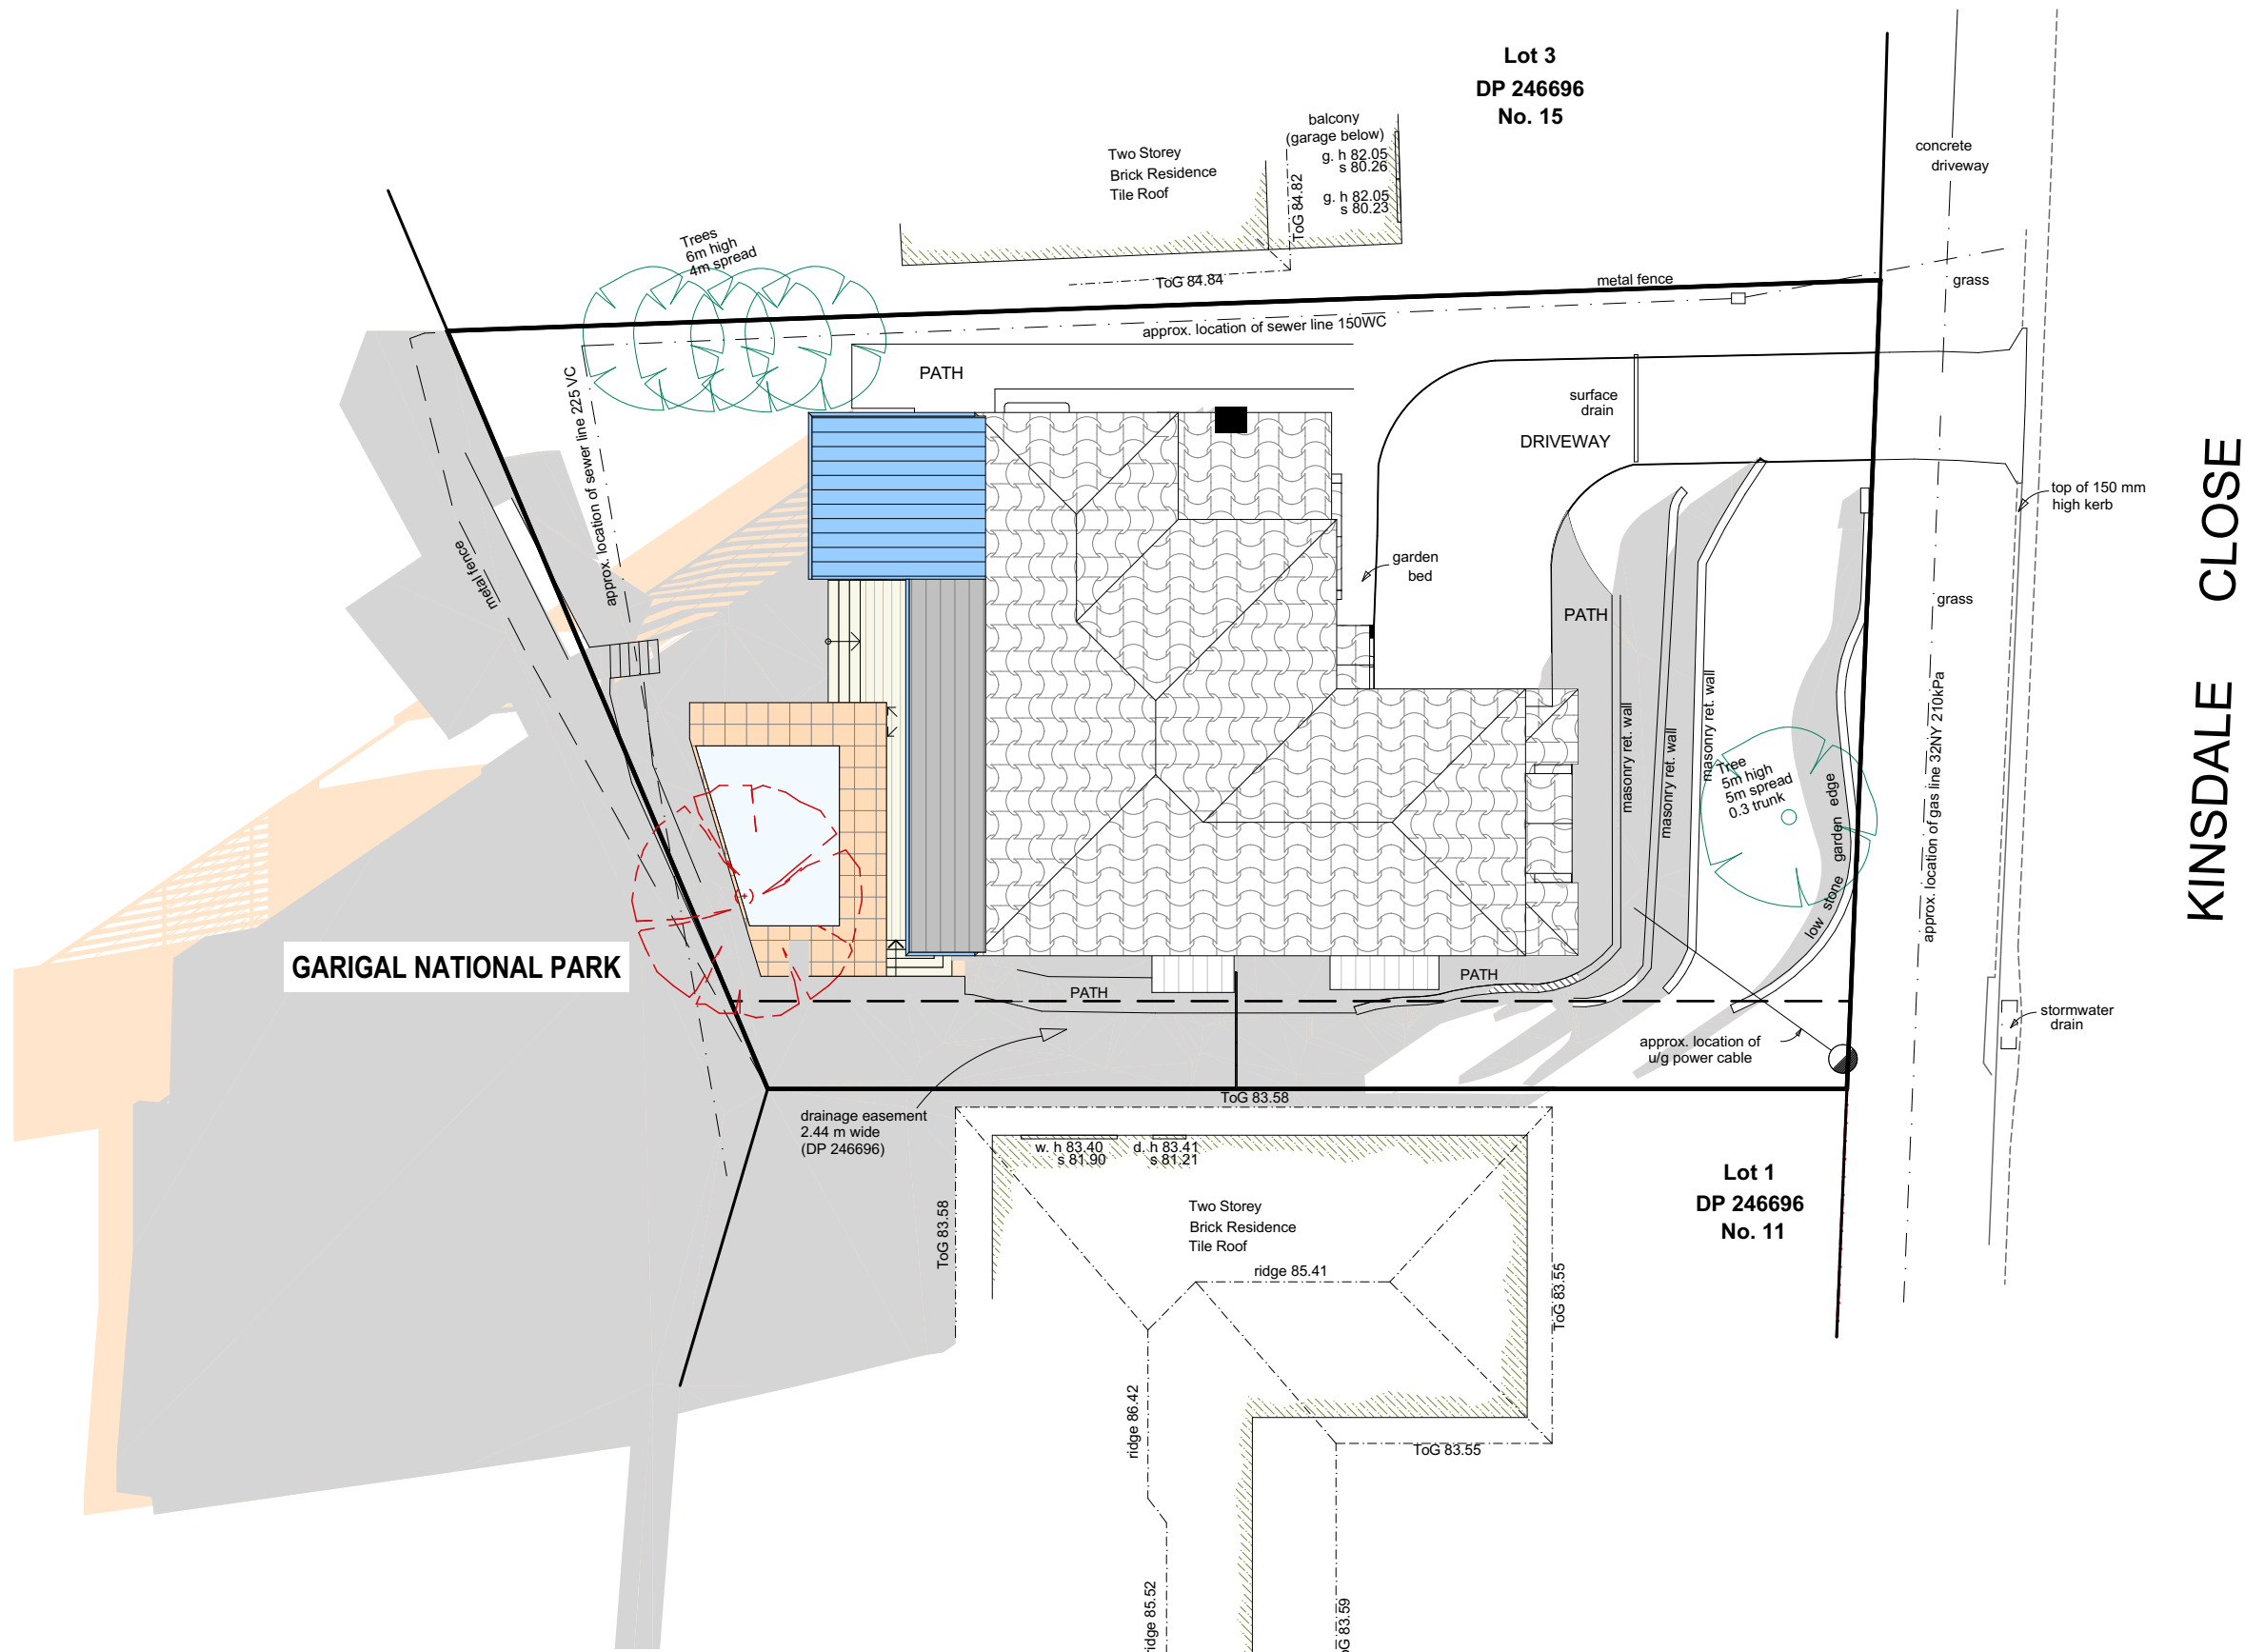 Lot 3
DP 246696
No. 15
balcony
(garage below)
g. h 82.05
s 80.26
g. h 82.05
s 80.23
ToG 84.82
Two Storey
Brick Residence
Tile Roof
concrete
driveway
Trees
6m high
4m spread
ToG 84.84
metal fence
grass
approx. location of sewer line 150WC
PATH
approx. location of sewer line 225 VC
surface
drain
DRIVEWAY
KINSDALE CLOSE
top of 150 mm
high kerb
metal fence
garden
bed
grass
PATH
approx. location of gas line 32NY 210kPa
masonry ret. wall
masonry ret. wall
masonry ret. wall
Tree
5m high
5m spread
0.3 trunk
low stone garden edge
GARIGAL NATIONAL PARK
PATH
PATH
stormwater
drain
approx. location of
u/g power cable
drainage easement
2.44 m wide
(DP 246696)
ToG 83.58
w. h 83.40
s 81.90
d. h 83.41
s 81.21
Lot 1
DP 246696
No. 11
Two Storey
Brick Residence
Tile Roof
ToG 83.58
ridge 85.41
ToG 83.55
ridge 86.42
ToG 83.55
ridge 85.52
G 83.59